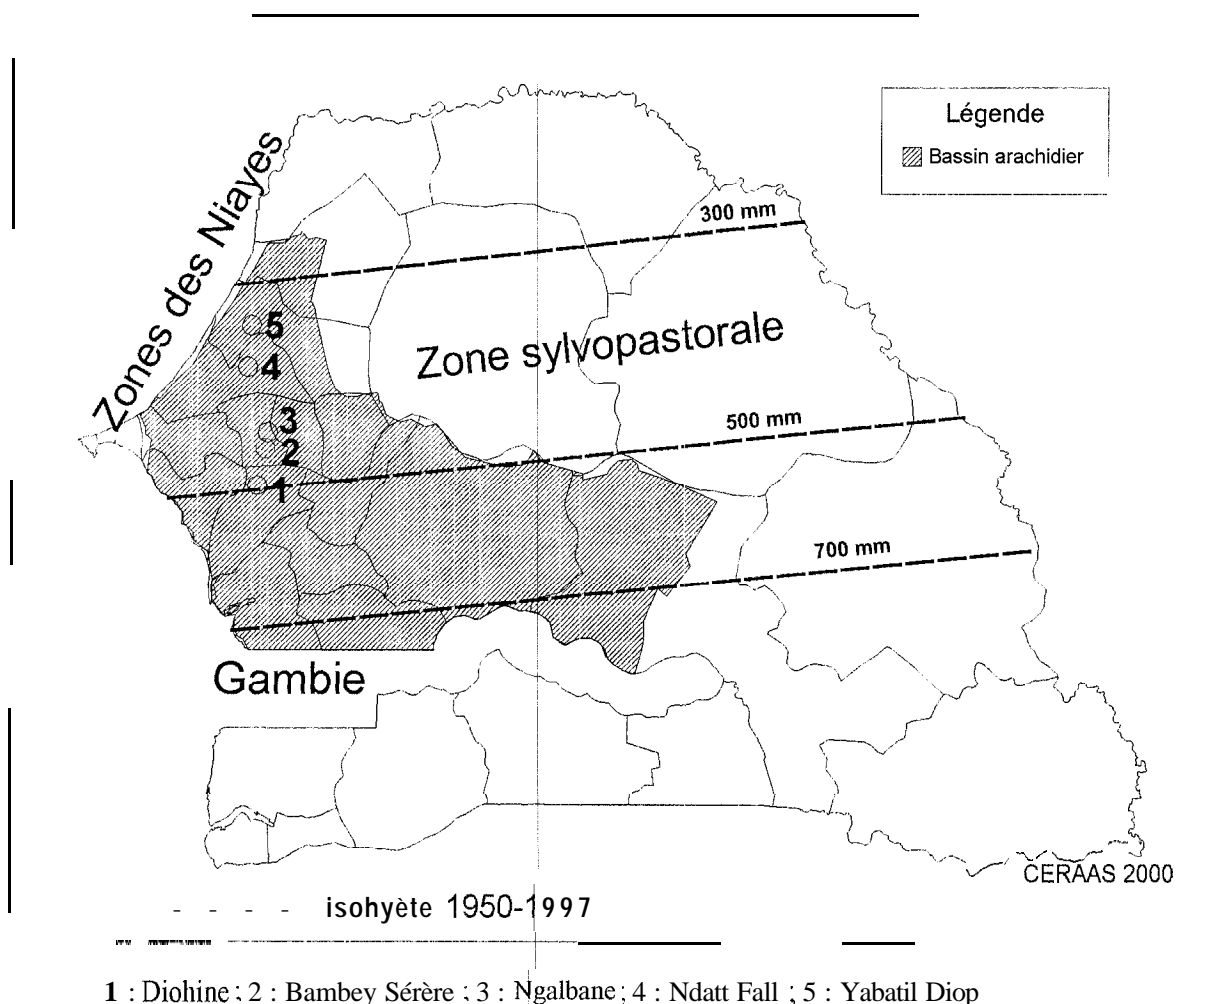 Légende
Bassin arachidier
Zones des Niayes
300 mm
5
Zone sylvopastorale
4
3
500 mm
2
1
700 mm
Gambie
CERAAS 2000
isohyète 1950-1997
1 : Diohine ; 2 : Bambey Sérère ; 3 : Ngalbane ; 4 : Ndatt Fall ; 5 : Yabatil Diop